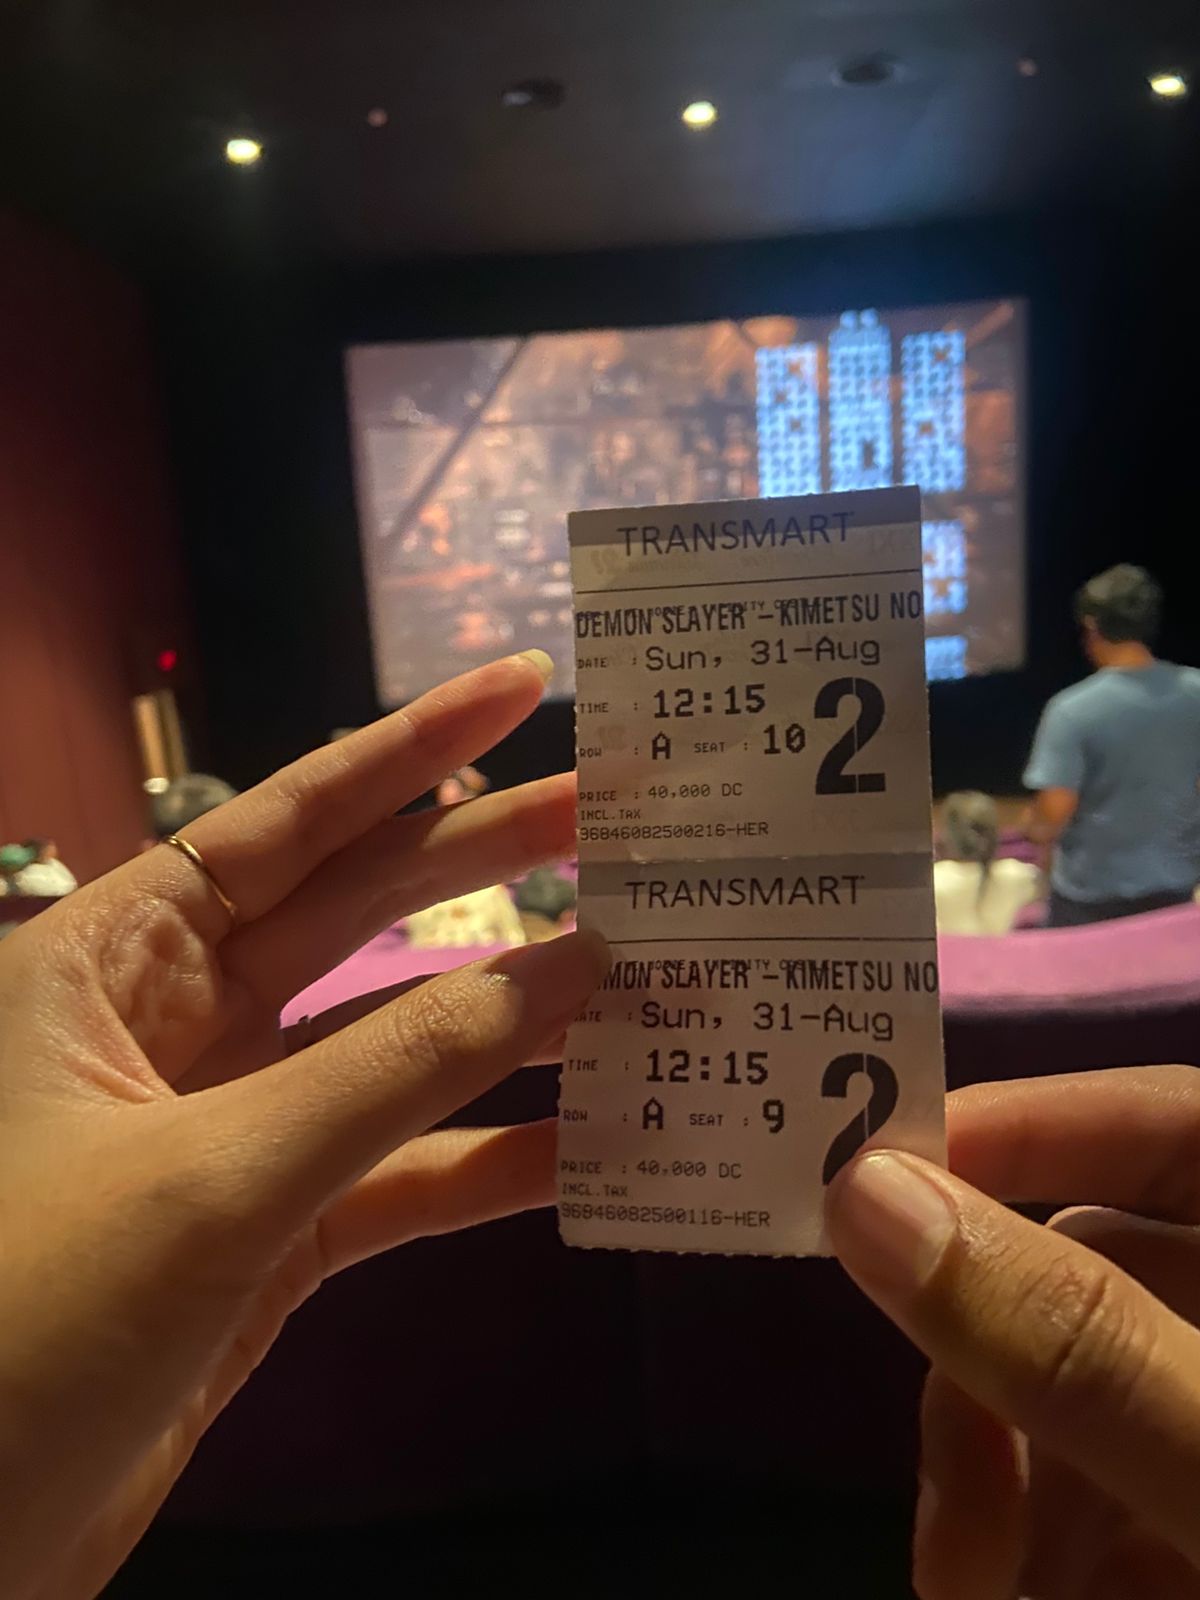 TRANSMART
DEMON SLAYER -KIMETSU NO
DATE : Sun, 31-Aug
TIME : 12:15
2
ROW : A SEAT : 10
PRICE : 40,000 DC
INCL.TAX
96846082500216-HER
TRANSMART
MON SLAYER -KIMETSU NO
ATE : Sun, 31-Aug
TIME : 12:15
2
ROW : A SEAT : 9
PRICE : 40,000 DC
INCL.TAX
96846082500116-HER